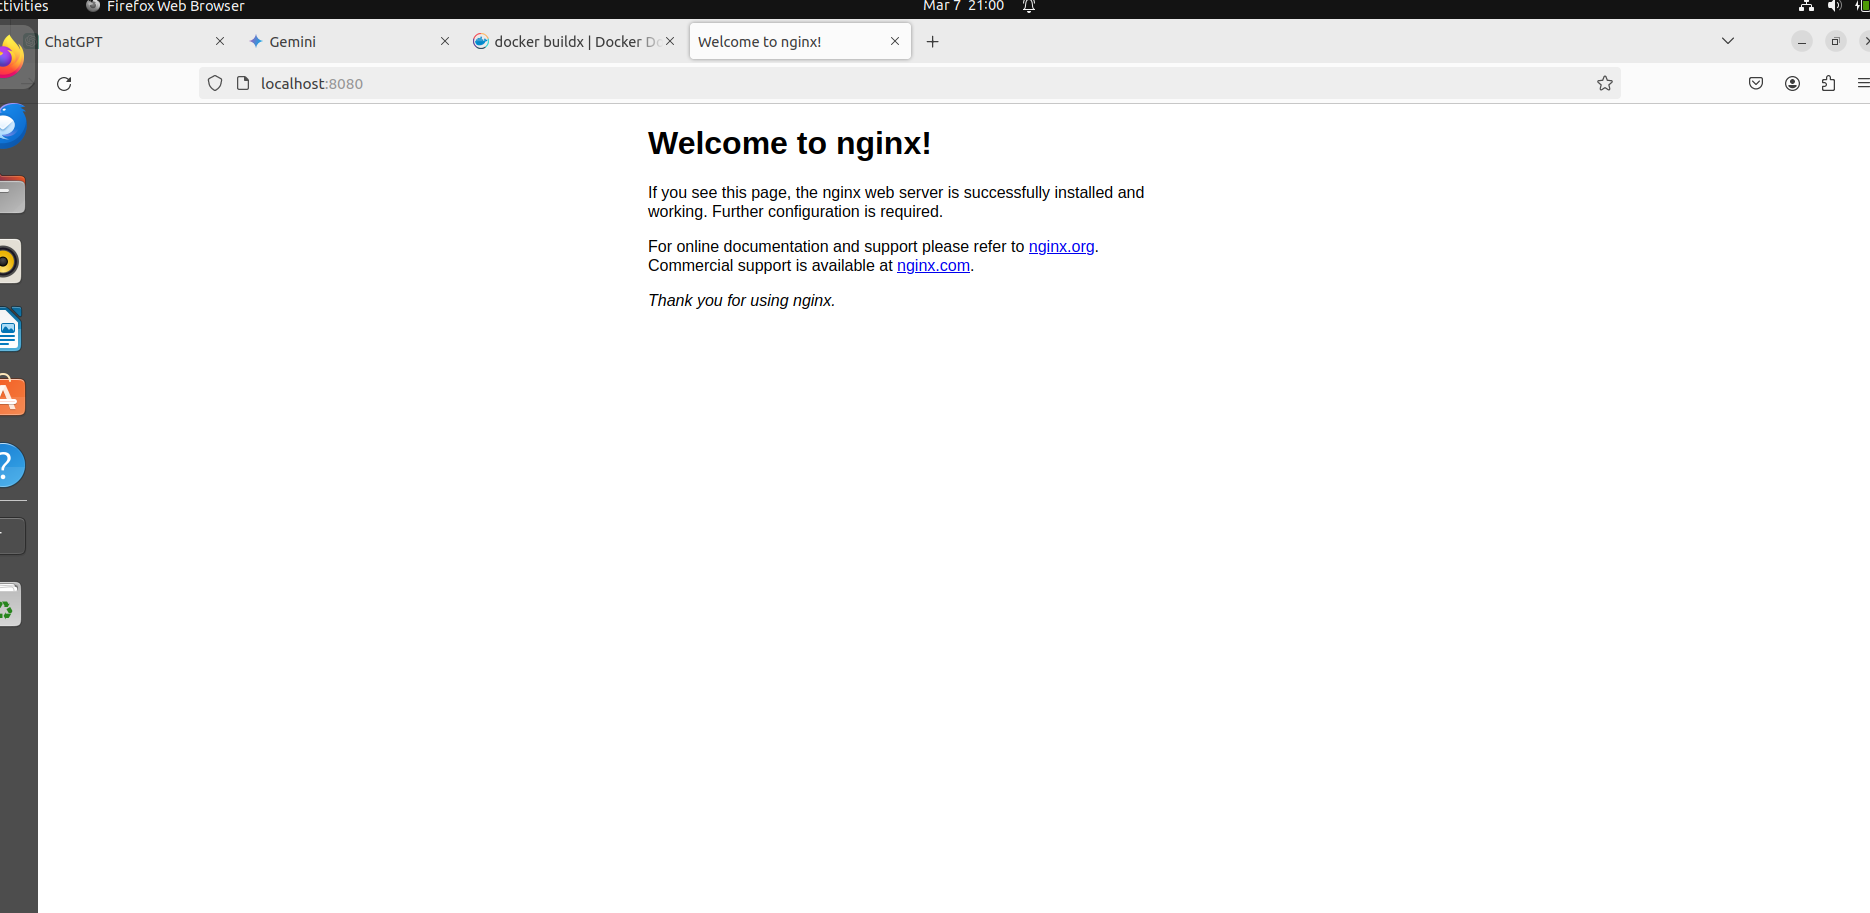 ctivities Firefox Web Browser Mar 7 21:00
ChatGPT Gemini docker buildx | Docker Do Welcome to nginx!
localhost:8080
Welcome to nginx!
If you see this page, the nginx web server is successfully installed and
working. Further configuration is required.
For online documentation and support please refer to nginx.org.
Commercial support is available at nginx.com.
Thank you for using nginx.